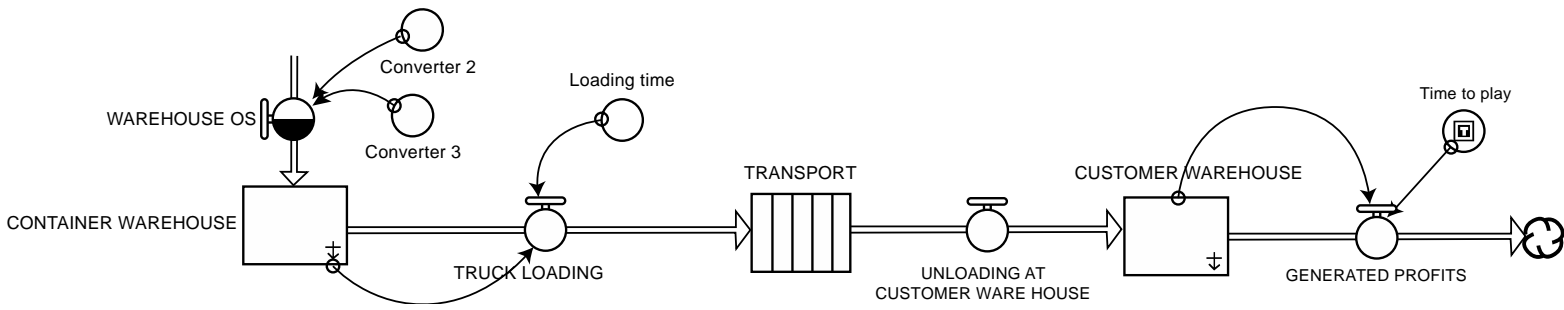 Converter 2
Loading time
Time to play
WAREHOUSE OS
Converter 3
TRANSPORT
CUSTOMER WAREHOUSE
CONTAINER WAREHOUSE
TRUCK LOADING
UNLOADING AT
CUSTOMER WARE HOUSE
GENERATED PROFITS
T